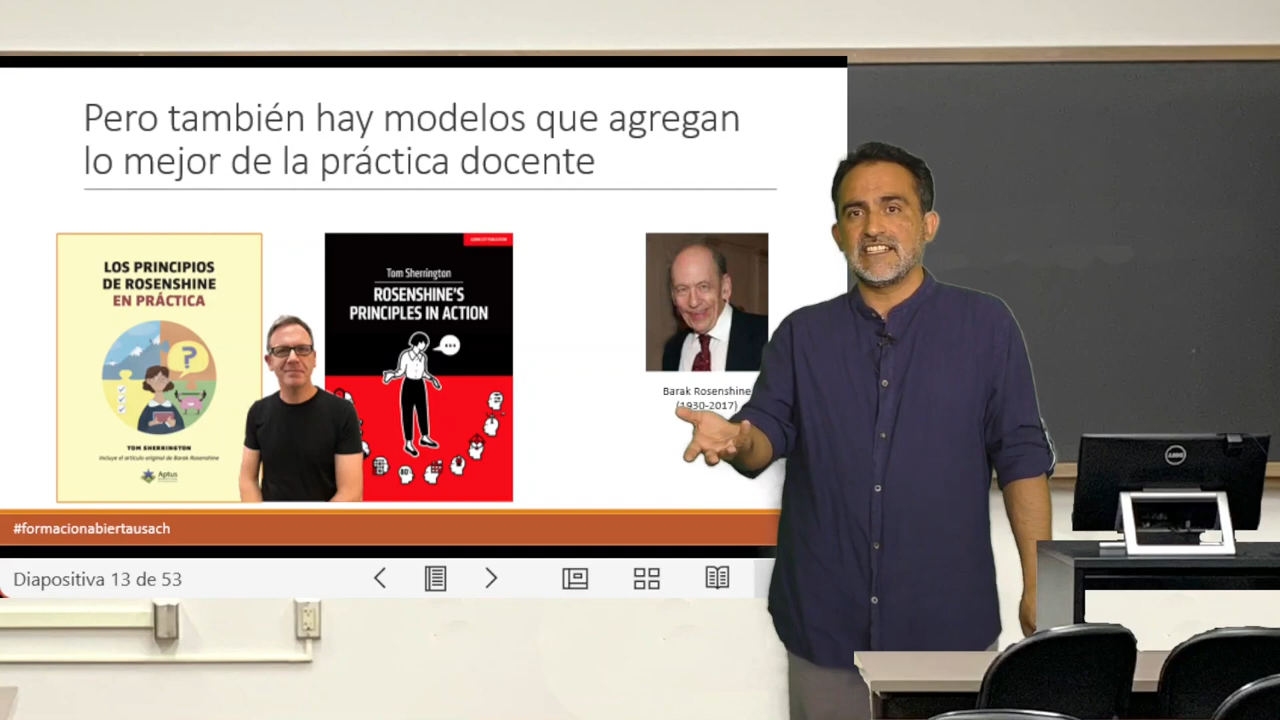 Pero también hay modelos que agregan
lo mejor de la práctica docente
LOS PRINCIPIOS
DE ROSENSHINE
EN PRÁCTICA
?
TOM SHERRINGTON
Incluye el artículo original de Barak Rosenshine
Aptus
Tom Sherrington
ROSENSHINE'S
PRINCIPLES IN ACTION
Barak Rosenshine
(1930-2017)
#formacionabiertausach
Diapositiva 13 de 53